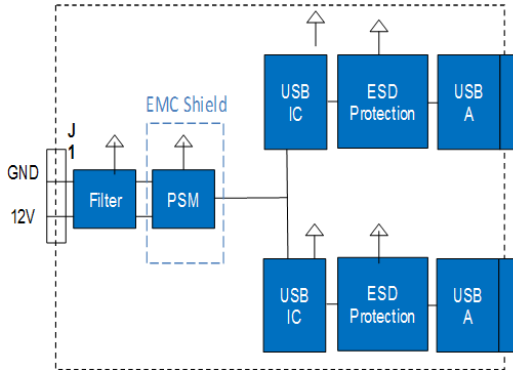 USB
IC
ESD
Protection
USB
A
EMC Shield
J
1
GND
12V
Filter
PSM
USB
IC
ESD
Protection
USB
A